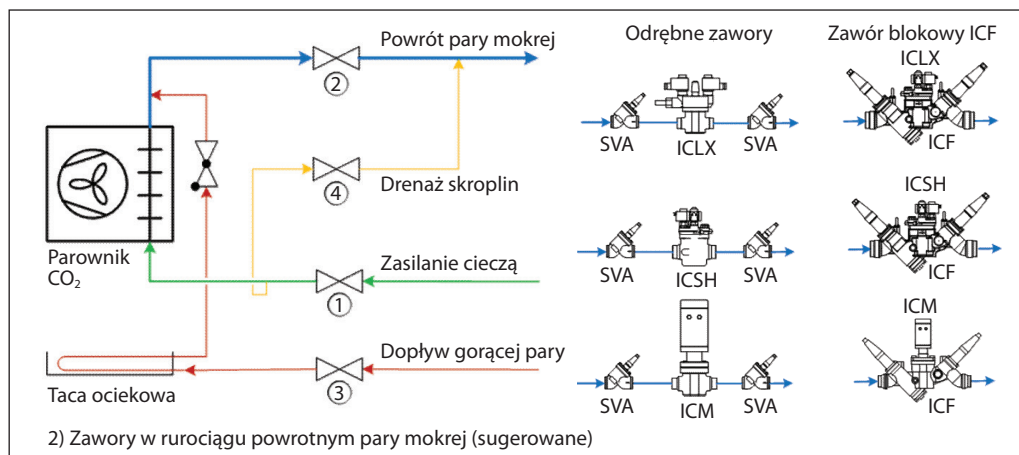 Powrót pary mokrej
2
4
Drenaż skroplin
Parownik
CO₂
Zasilanie cieczą
1
Dopływ gorącej pary
3
Taca ociekowa
Odrębne zawory
SVA
ICLX
SVA
SVA
ICSH
SVA
SVA
ICM
SVA
Zawór blokowy ICF
ICLX
ICF
ICSH
ICF
ICM
ICF
2) Zawory w rurociągu powrotnym pary mokrej (sugerowane)